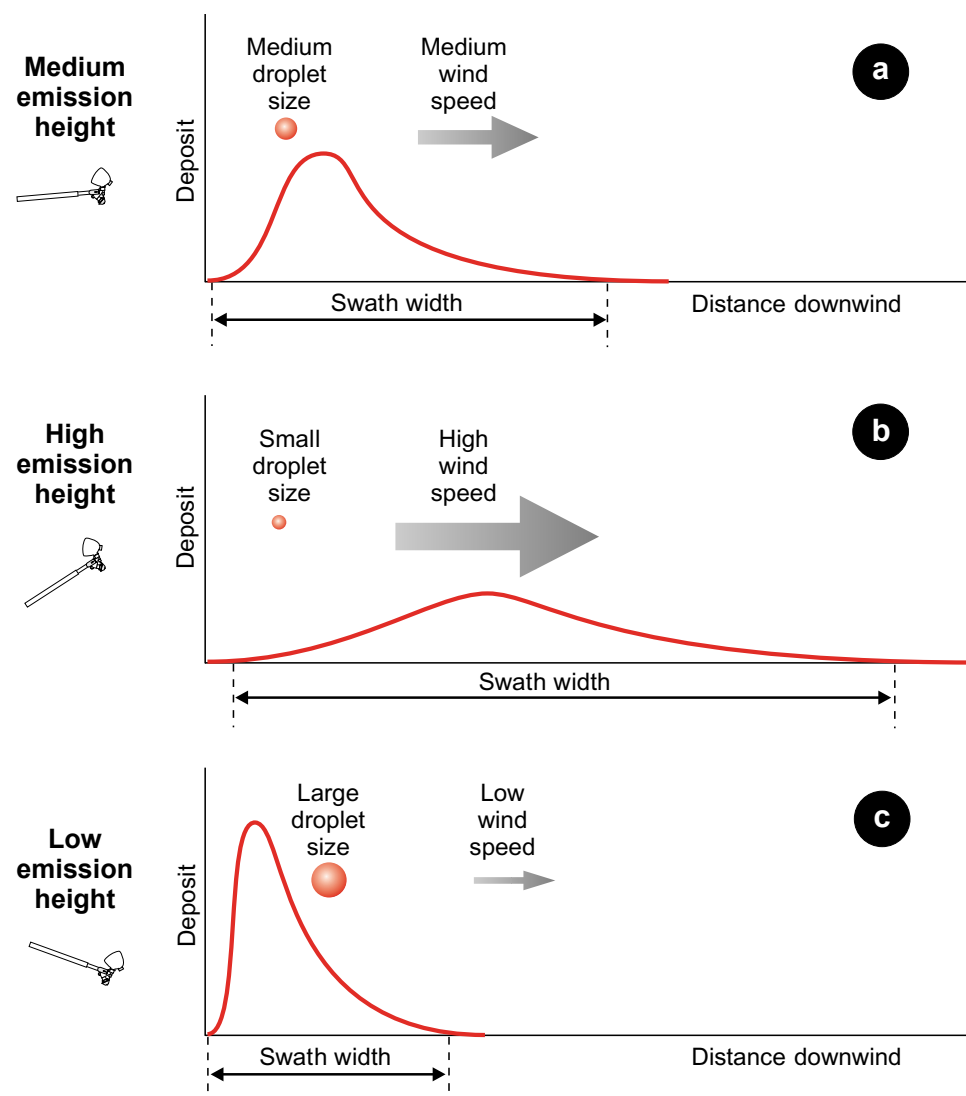 Medium
emission
height
Deposit
Medium
droplet
size
Medium
wind
speed
a
Swath width
Distance downwind
High
emission
height
Deposit
Small
droplet
size
High
wind
speed
b
Swath width
Low
emission
height
Deposit
Large
droplet
size
Low
wind
speed
c
Swath width
Distance downwind